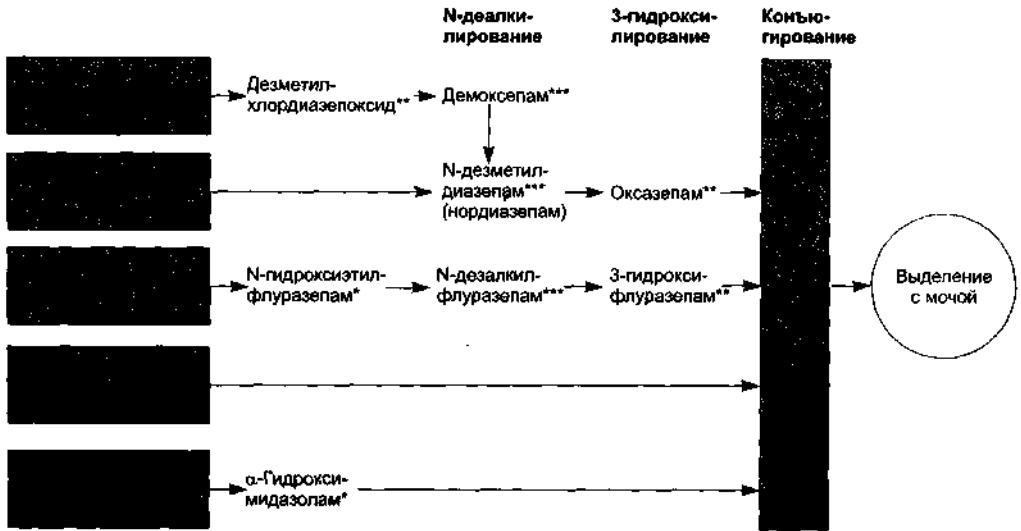 N-деалки-
лирование
3-гидрокси-
лирование
Конъю-
гирование
Дезметил-
хлордиазепоксид**
Демоксепам***
N-дезметил-
диазепам***
(нордиазепам)
Оксазепам**
N-гидроксиэтил-
флуразепам*
N-дезалкил-
флуразепам***
3-гидрокси-
флуразепам**
Выделение
с мочой
α-Гидрокси-
мидазолам*